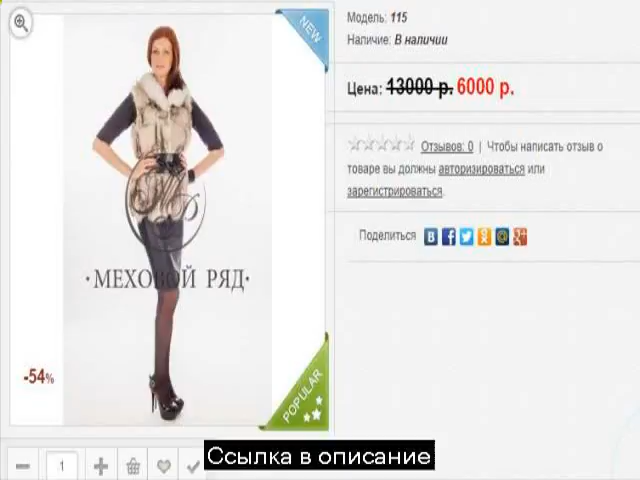 NEW
Модель: 115
Наличие: В наличии
Цена: 13000 р. 6000 р.
Отзывов: 0 | Чтобы написать отзыв о
товаре вы должны авторизироваться или
зарегистрироваться.
Поделиться
· МЕХОВОЙ РЯД ·
-54%
POPULAR
1
Ссылка в описание